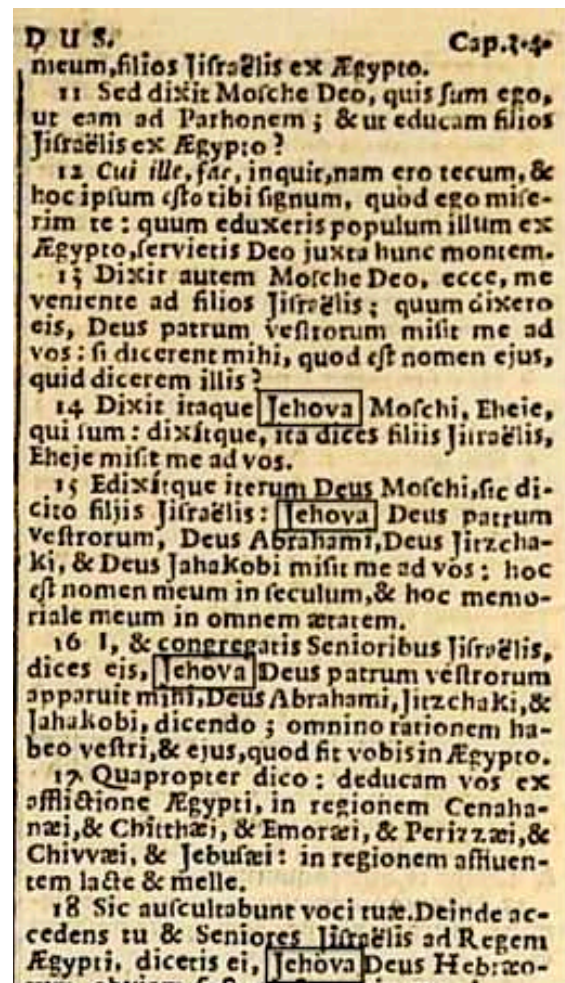 D U S. Cap.3.4.
meum, filios Jiſraëlis ex Ægypto.
11 Sed dixit Moſche Deo, quis ſum ego,
ut eam ad Parhonem ; & ut educam filios
Jiſraëlis ex Ægypto ?
12 Cui ille, fac, inquit, nam ero tecum, &
hoc ipſum eſto tibi ſignum, quòd ego miſe-
rim te : quum eduxeris populum illum ex
Ægypto, ſervietis Deo juxta hunc montem.
13 Dixit autem Moſche Deo, ecce, me
veniente ad filios Jiſraëlis ; quum dixero
eis, Deus patrum veſtrorum miſit me ad
vos : ſi dicerent mihi, quod eſt nomen ejus,
quid dicerem illis ?
14 Dixit itaque Jehova Moſchi, Eheie,
qui ſum : dixítque, ita dices filiis Jiſraëlis,
Eheje miſit me ad vos.
15 Edixítque iterum Deus Moſchi, ſic di-
cito filiis Jiſraëlis : Jehova Deus patrum
veſtrorum, Deus Abrahami, Deus Jitzcha-
ki, & Deus Jahakobi miſit me ad vos : hoc
eſt nomen meum in ſeculum, & hoc memo-
riale meum in omnem ætatem.
16 I, & congregatis Senioribus Jiſraëlis,
dices eis, Jehova Deus patrum veſtrorum
apparuit mihi, Deus Abrahami, Jitzchaki, &
Jahakobi, dicendo ; omnino rationem ha-
beo veſtri, & ejus, quod fit vobis in Ægypto.
17 Quapropter dico : deducam vos ex
afflictione Ægypti, in regionem Cenaha-
næi, & Chitthæi, & Emoræi, & Perizzæi, &
Chivvæi, & Jebuſæi : in regionem affluen-
tem lacte & melle.
18 Sic auſcultabunt voci tuæ. Deinde ac-
cedens tu & Seniores Jiſraëlis ad Regem
Ægypti, dicetis ei, Jehova Deus Hebræo-